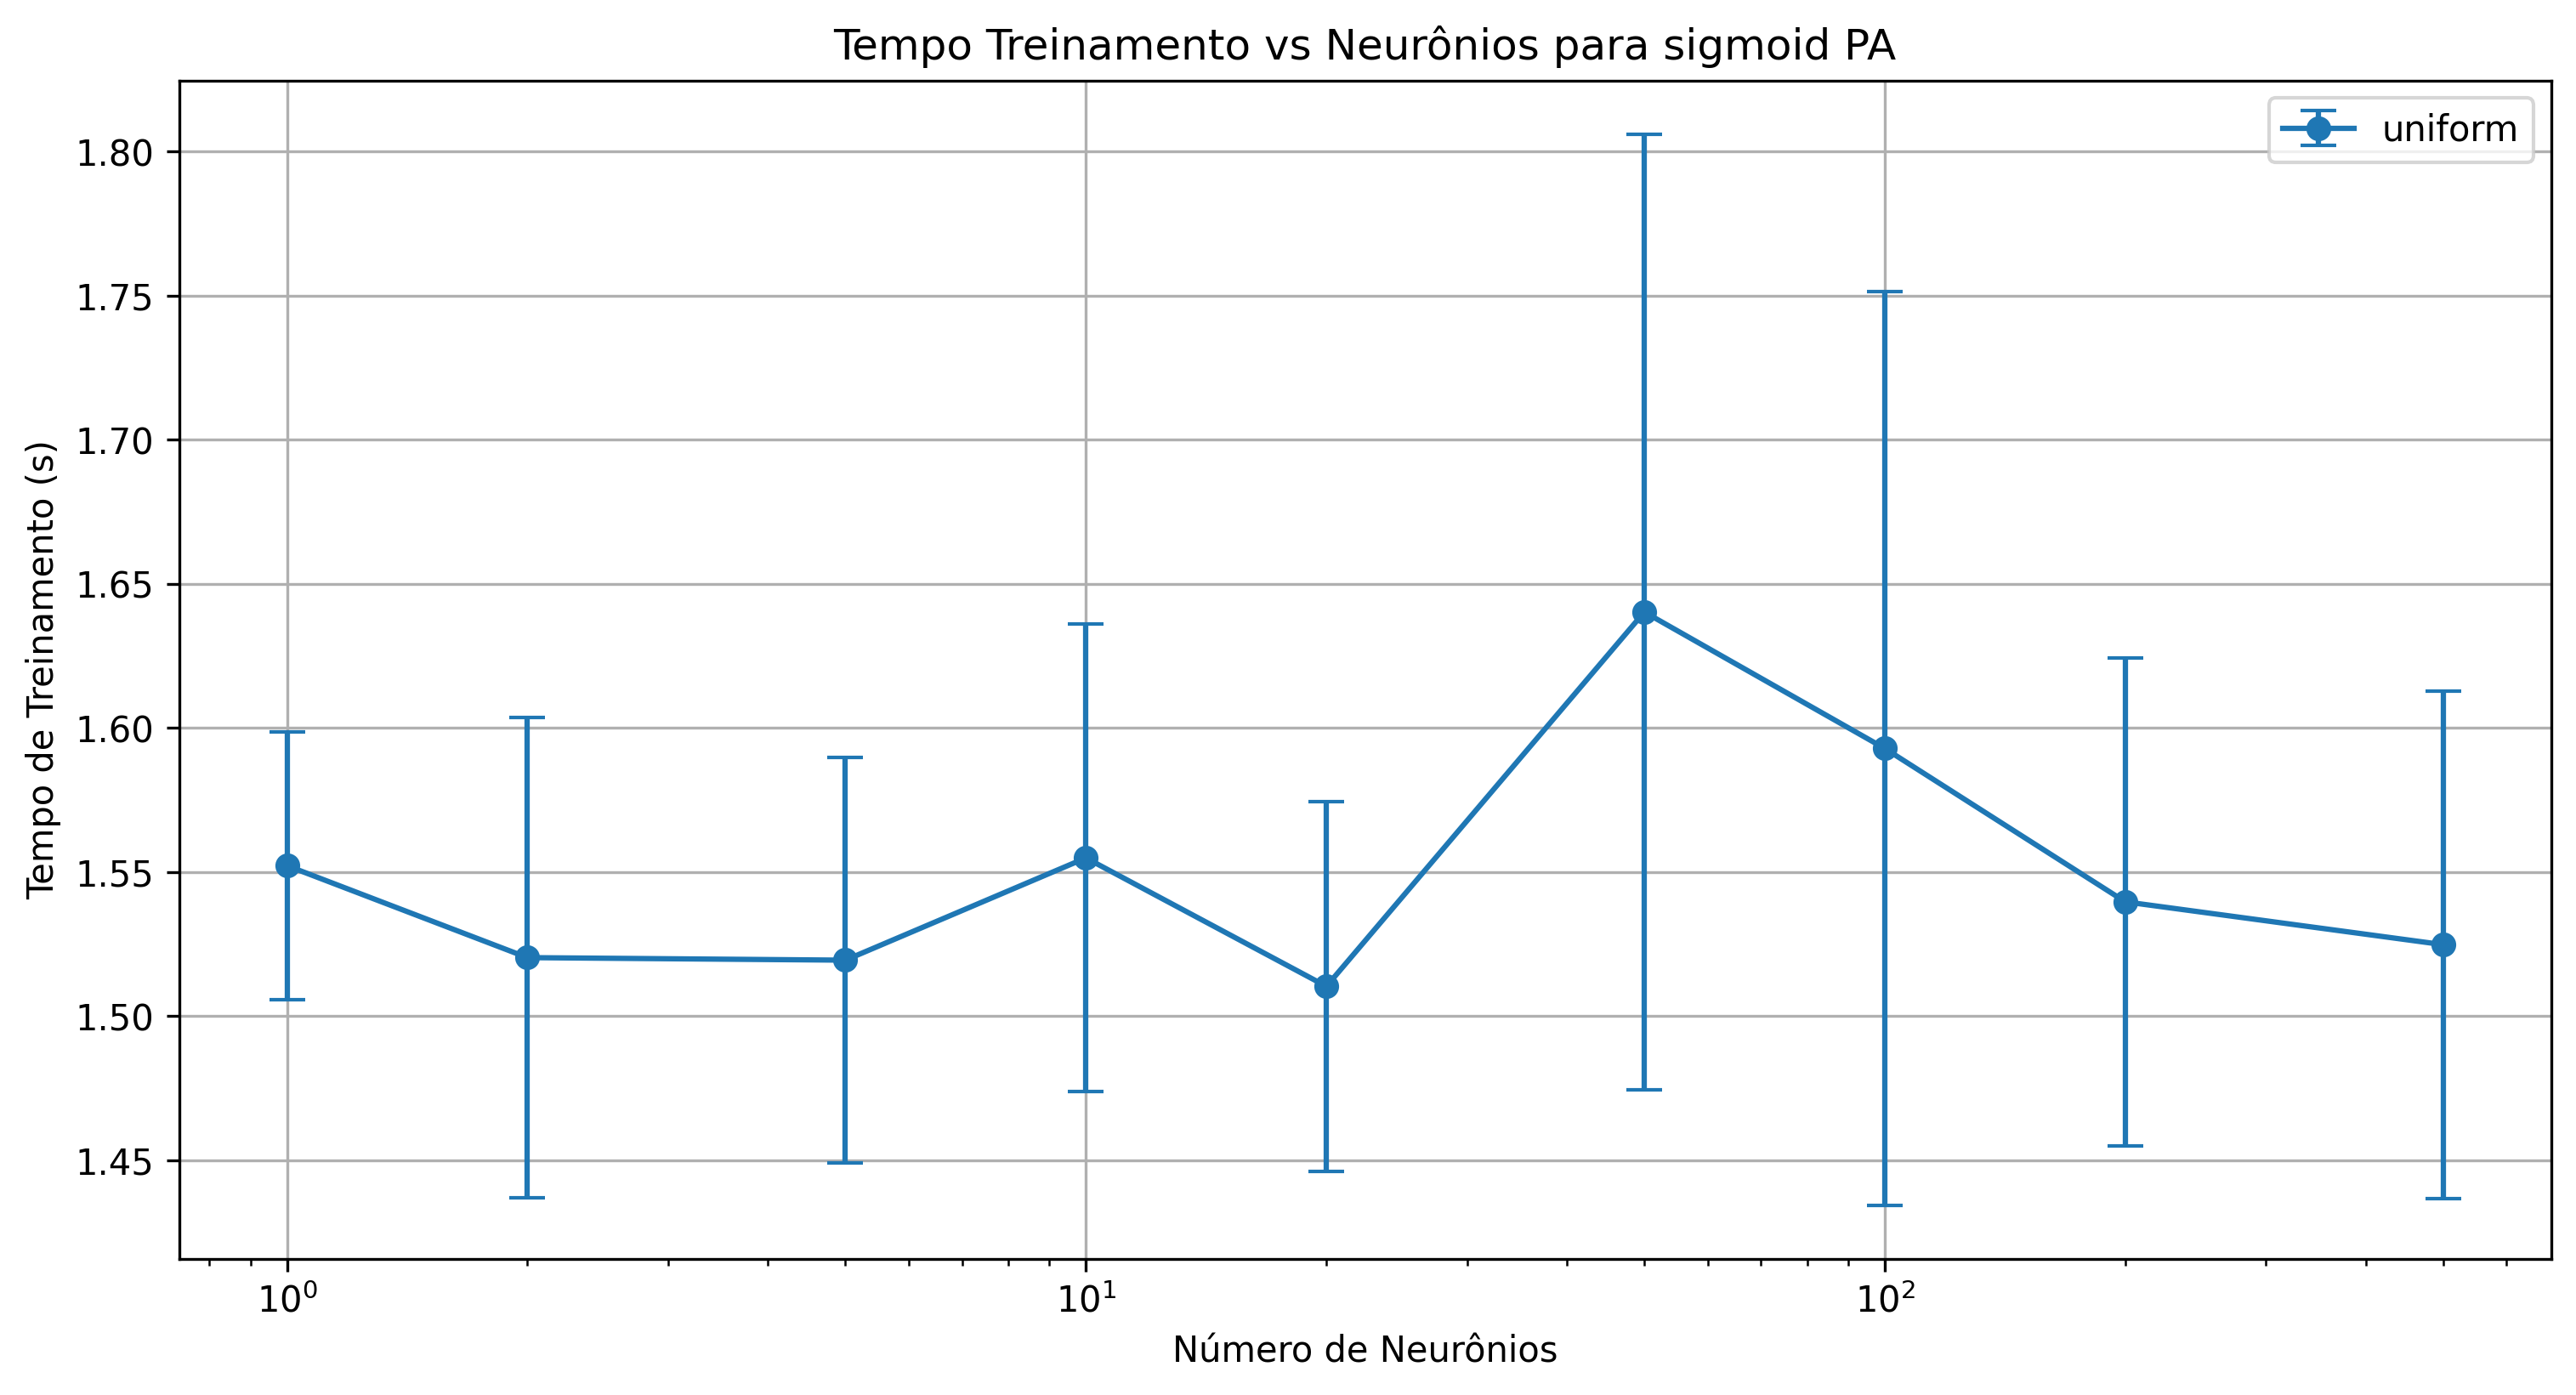 Tempo Treinamento vs Neurônios para sigmoid PA
uniform
1.80
1.75
1.70
1.65
1.60
1.55
1.50
1.45
Tempo de Treinamento (s)
10⁰ 10¹ 10²
Número de Neurônios